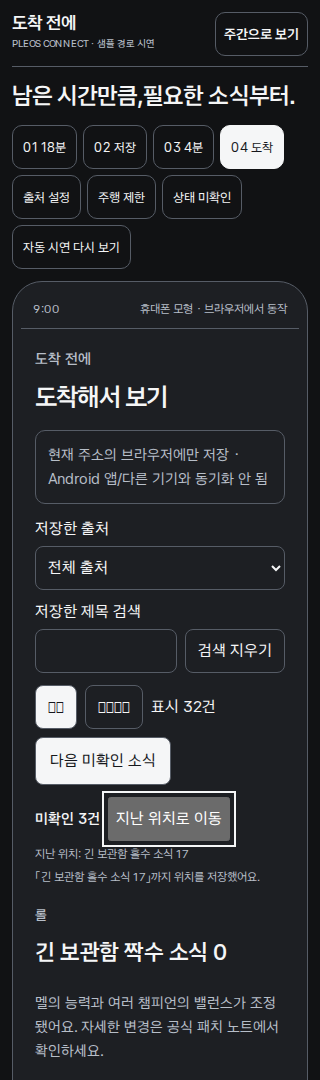 도착 전에
PLEOS CONNECT · 샘플 경로 시연
주간으로 보기
남은 시간만큼,필요한 소식부터.
01 18분
02 저장
03 4분
04 도착
출처 설정
주행 제한
상태 미확인
자동 시연 다시 보기
9:00
휴대폰 모형 · 브라우저에서 동작
도착 전에
도착해서 보기
현재 주소의 브라우저에만 저장 ·
Android 앱/다른 기기와 동기화 안 됨
저장한 출처
전체 출처
저장한 제목 검색
검색 지우기
표시 32건
다음 미확인 소식
미확인 3건
지난 위치로 이동
지난 위치: 긴 보관함 홀수 소식 17
「긴 보관함 홀수 소식 17」까지 위치를 저장했어요.
롤
긴 보관함 짝수 소식 0
멜의 능력과 여러 챔피언의 밸런스가 조정
됐어요. 자세한 변경은 공식 패치 노트에서
확인하세요.